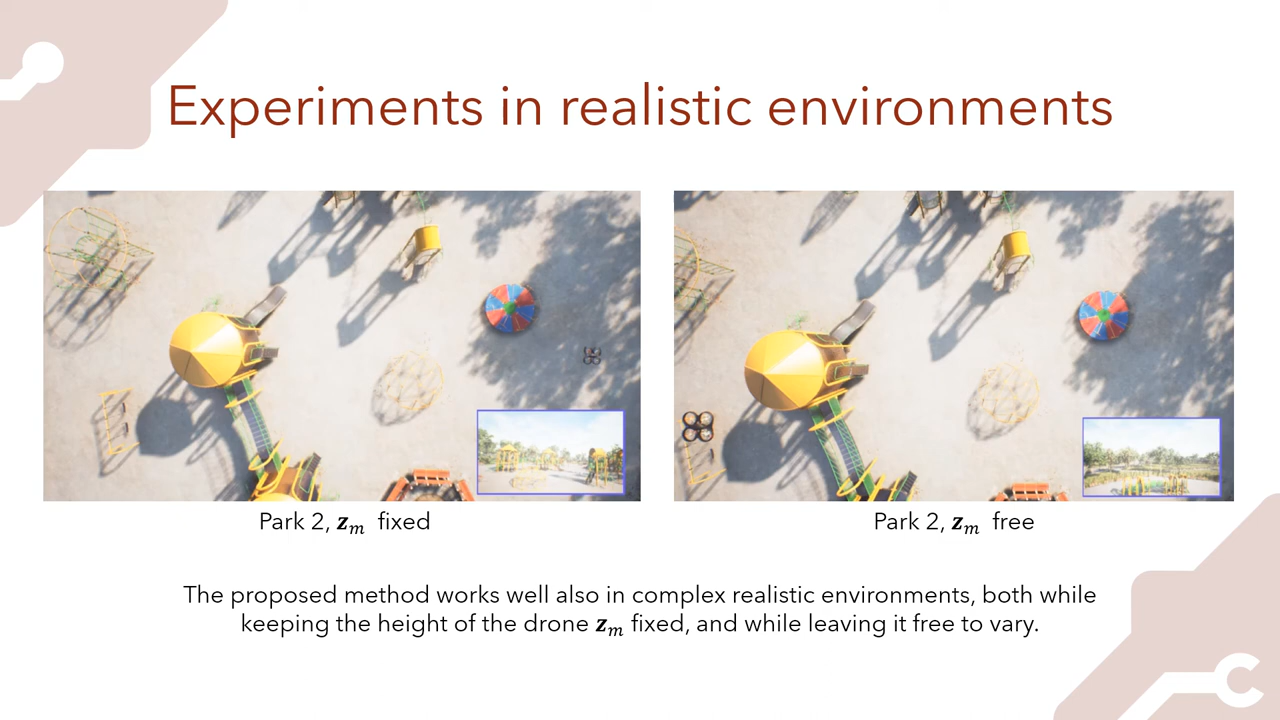 Experiments in realistic environments
Park 2, z_m fixed
Park 2, z_m free
The proposed method works well also in complex realistic environments, both while
keeping the height of the drone z_m fixed, and while leaving it free to vary.